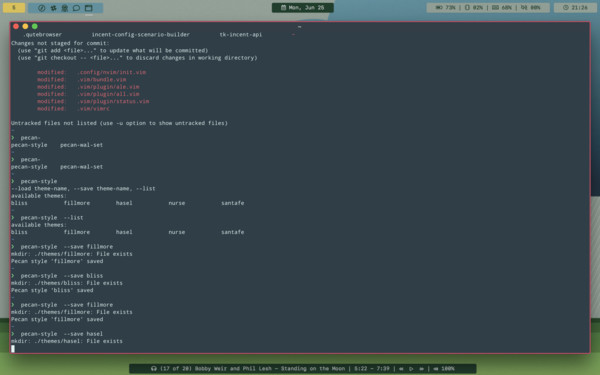 5
Mon, Jun 28
73% | 82% | 68% | 00%
21:26
~
.qutebrowser incent-config-scenario-builder tk-incent-api -
Changes not staged for commit:
(use "git add <file>..." to update what will be committed)
(use "git checkout -- <file>..." to discard changes in working directory)
modified: .config/nvim/init.vim
modified: .vim/bundle.vim
modified: .vim/plugin/ale.vim
modified: .vim/plugin/all.vim
modified: .vim/plugin/status.vim
modified: .vim/vimrc
Untracked files not listed (use -u option to show untracked files)
~
❯ pecan-
pecan-style pecan-wal-set
~
❯ pecan-
pecan-style pecan-wal-set
~
❯ pecan-style
--load theme-name, --save theme-name, --list
available themes:
bliss fillmore hasel nurse santafe
~
❯ pecan-style --list
available themes:
bliss fillmore hasel nurse santafe
~
❯ pecan-style --save fillmore
mkdir: ./themes/fillmore: File exists
Pecan style 'fillmore' saved
~
❯ pecan-style --save bliss
mkdir: ./themes/bliss: File exists
Pecan style 'bliss' saved
~
❯ pecan-style --save fillmore
mkdir: ./themes/fillmore: File exists
Pecan style 'fillmore' saved
~
❯ pecan-style --save hasel
mkdir: ./themes/hasel: File exists
(17 of 20) Bobby Weir and Phil Lesh - Standing on the Moon | 5:22 - 7:59 | 100%